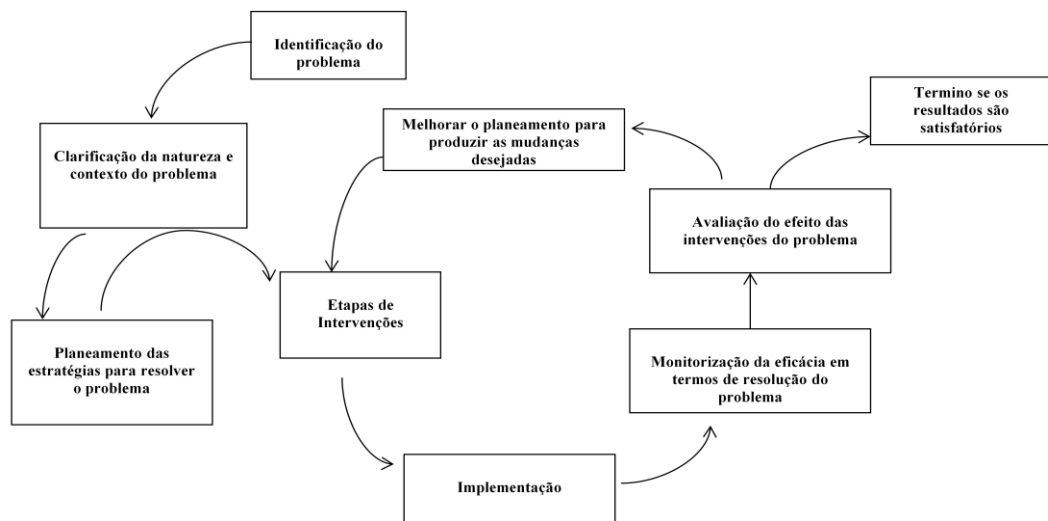 Identificação do
problema
Clarificação da natureza e
contexto do problema
Planeamento das
estratégias para resolver
o problema
Melhorar o planeamento para
produzir as mudanças
desejadas
Etapas de
Intervenções
Implementação
Monitorização da eficácia em
termos de resolução do
problema
Avaliação do efeito das
intervenções do problema
Termino se os
resultados são
satisfatórios